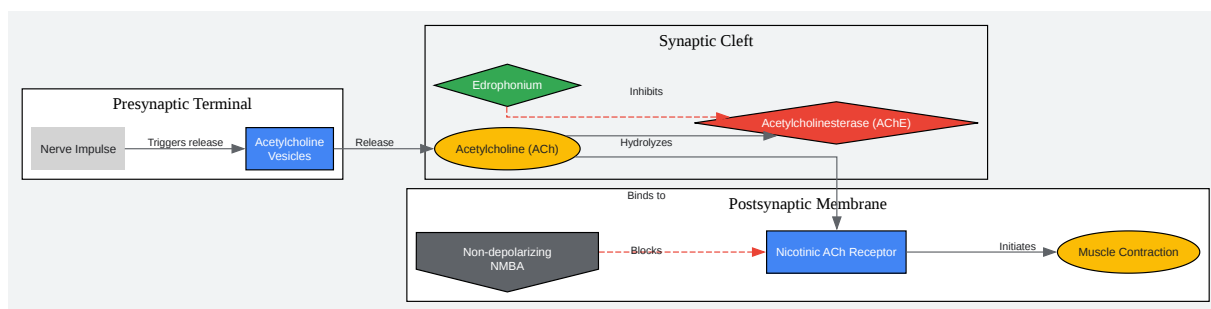 Synaptic Cleft
Edrophonium
Inhibits
Presynaptic Terminal
Acetylcholinesterase (AChE)
Nerve Impulse
Triggers release
Acetylcholine
Vesicles
Release
Acetylcholine (ACh)
Hydrolyzes
Binds to
Postsynaptic Membrane
Non-depolarizing
NMBA
Blocks
Nicotinic ACh Receptor
Initiates
Muscle Contraction